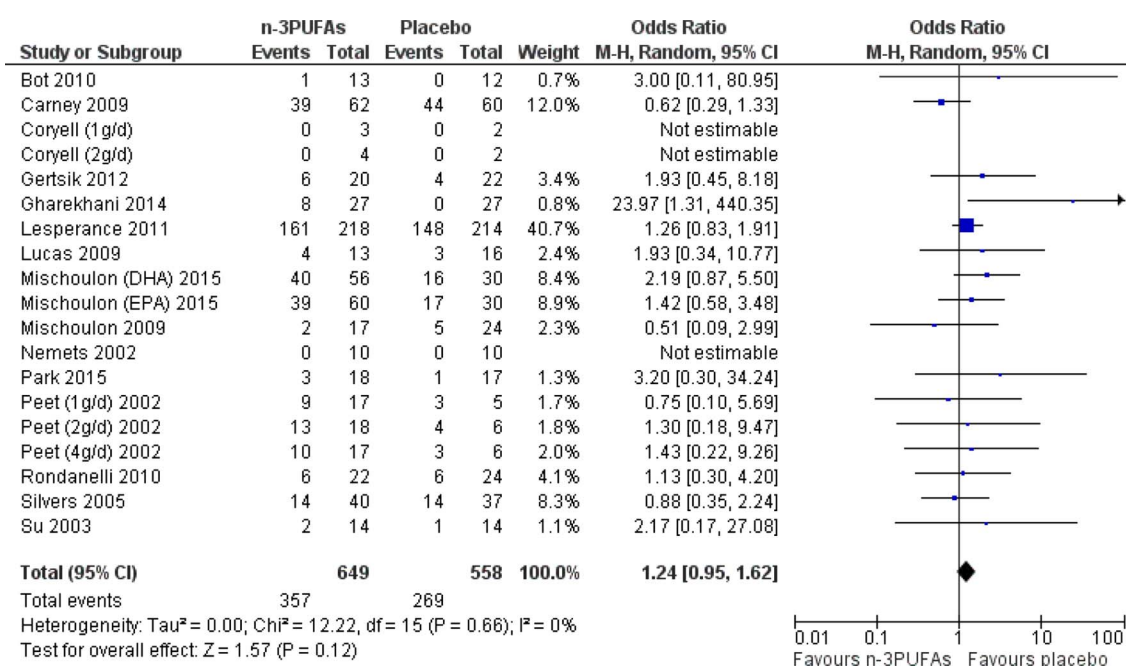 n-3PUFAs Placebo Odds Ratio Odds Ratio
Study or Subgroup Events Total Events Total Weight M-H, Random, 95% CI M-H, Random, 95% CI
Bot 2010 1 13 0 12 0.7% 3.00 [0.11, 80.95]
Carney 2009 39 62 44 60 12.0% 0.62 [0.29, 1.33]
Coryell (1g/d) 0 3 0 2 Not estimable
Coryell (2g/d) 0 4 0 2 Not estimable
Gertsik 2012 6 20 4 22 3.4% 1.93 [0.45, 8.18]
Gharekhani 2014 8 27 0 27 0.8% 23.97 [1.31, 440.35]
Lesperance 2011 161 218 148 214 40.7% 1.26 [0.83, 1.91]
Lucas 2009 4 13 3 16 2.4% 1.93 [0.34, 10.77]
Mischoulon (DHA) 2015 40 56 16 30 8.4% 2.19 [0.87, 5.50]
Mischoulon (EPA) 2015 39 60 17 30 8.9% 1.42 [0.58, 3.48]
Mischoulon 2009 2 17 5 24 2.3% 0.51 [0.09, 2.99]
Nemets 2002 0 10 0 10 Not estimable
Park 2015 3 18 1 17 1.3% 3.20 [0.30, 34.24]
Peet (1g/d) 2002 9 17 3 5 1.7% 0.75 [0.10, 5.69]
Peet (2g/d) 2002 13 18 4 6 1.8% 1.30 [0.18, 9.47]
Peet (4g/d) 2002 10 17 3 6 2.0% 1.43 [0.22, 9.26]
Rondanelli 2010 6 22 6 24 4.0% 1.13 [0.30, 4.20]
Silvers 2005 14 40 14 37 8.3% 0.88 [0.35, 2.24]
Su 2003 2 14 1 14 1.1% 2.17 [0.17, 27.08]
Total (95% CI) 649 558 100.0% 1.24 [0.95, 1.62]
Total events 357 269
Heterogeneity: Tau² = 0.00; Chi² = 12.22, df = 15 (P = 0.66); I² = 0%
Test for overall effect: Z = 1.57 (P = 0.12)
0.01 0.1 1 10 100
Favours n-3PUFAs Favours placebo